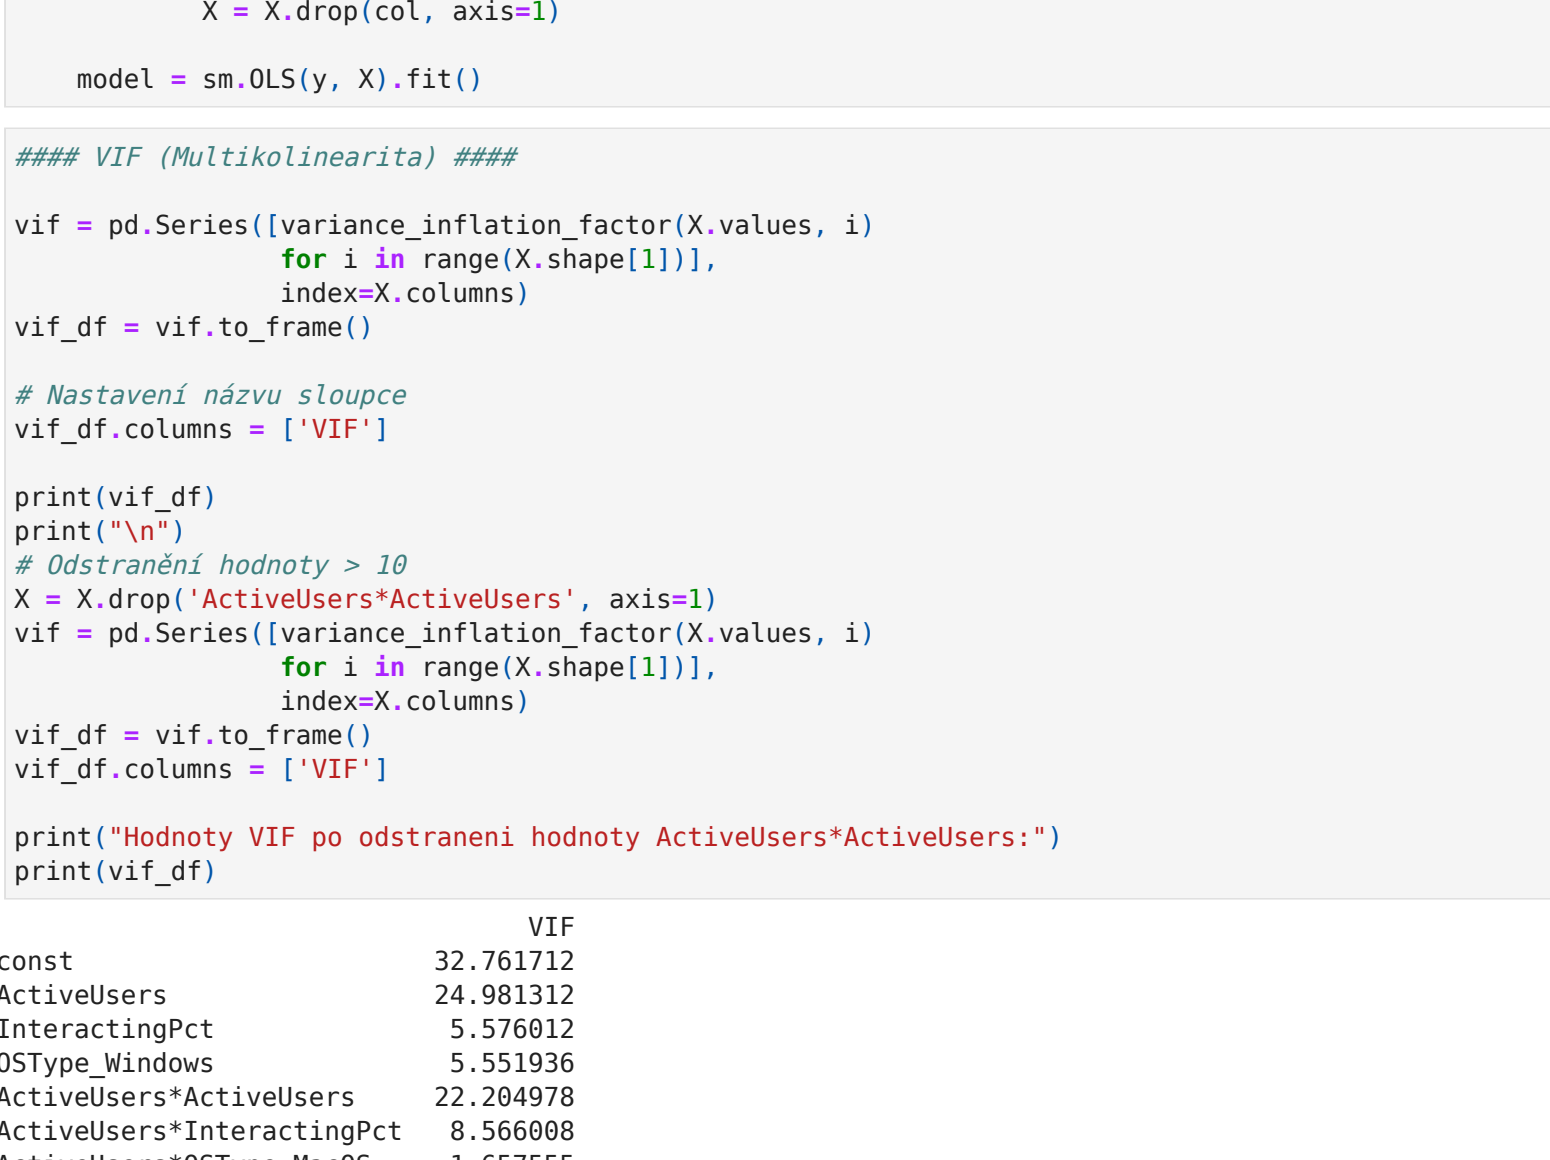 X = X.drop(col, axis=1)
model = sm.OLS(y, X).fit()
#### VIF (Multikolinearita) ####
vif = pd.Series([variance_inflation_factor(X.values, i)
for i in range(X.shape[1])],
index=X.columns)
vif_df = vif.to_frame()
# Nastavení názvu sloupce
vif_df.columns = ['VIF']
print(vif_df)
print("\n")
# Odstranění hodnoty > 10
X = X.drop('ActiveUsers*ActiveUsers', axis=1)
vif = pd.Series([variance_inflation_factor(X.values, i)
for i in range(X.shape[1])],
index=X.columns)
vif_df = vif.to_frame()
vif_df.columns = ['VIF']
print("Hodnoty VIF po odstraneni hodnoty ActiveUsers*ActiveUsers:")
print(vif_df)
VIF
const 32.761712
ActiveUsers 24.981312
InteractingPct 5.576012
OSType_Windows 5.551936
ActiveUsers*ActiveUsers 22.204978
ActiveUsers*InteractingPct 8.566008
ActiveUsers*OSType_MacOS 1.657555